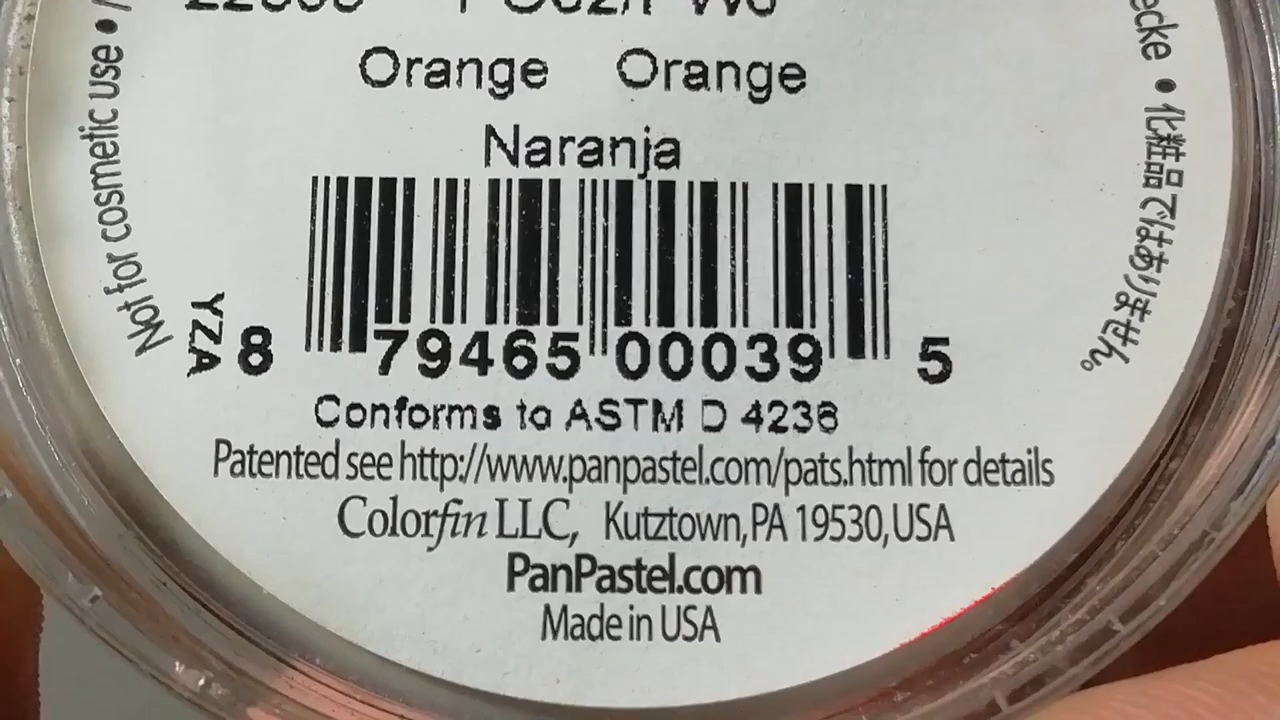 Orange Orange
Naranja
Not for cosmetic use •
ecke • 化粧品ではありません。
YZA
8 79465 00039 5
Conforms to ASTM D 4236
Patented see http://www.panpastel.com/pats.html for details
Colorfin LLC, Kutztown, PA 19530, USA
PanPastel.com
Made in USA